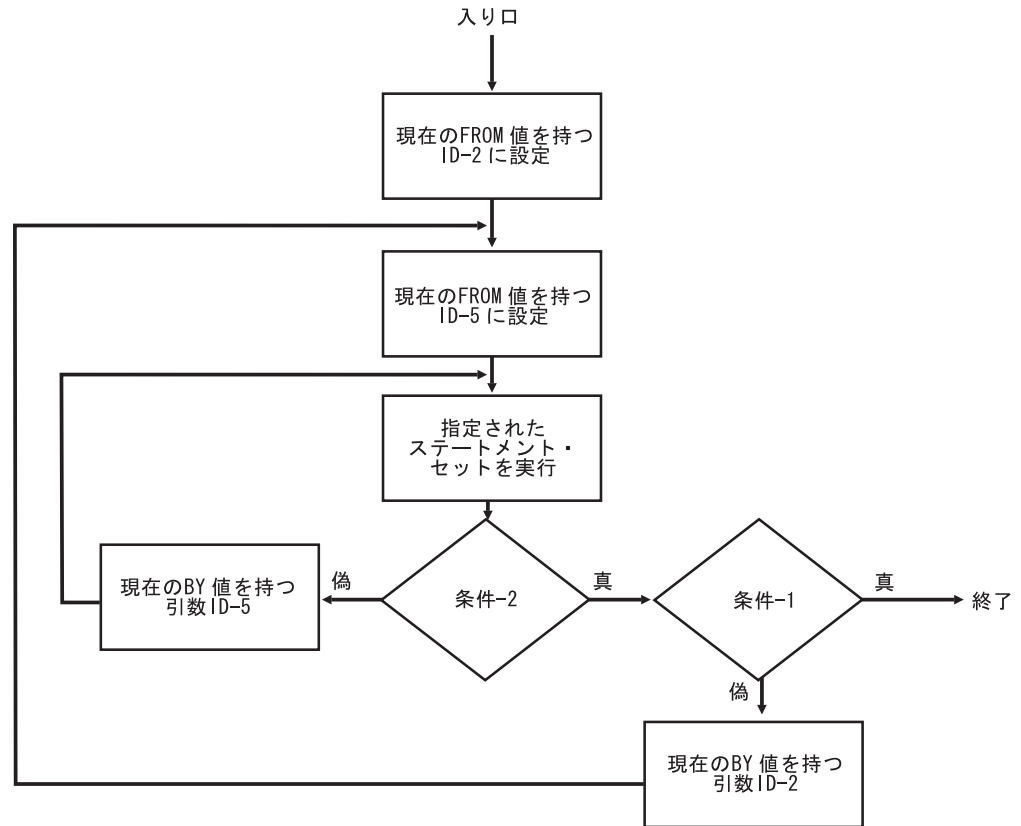 入り口
現在のFROM 値を持つ
ID-2 に設定
現在のFROM 値を持つ
ID-5 に設定
指定された
ステートメント・
セットを実行
現在のBY 値を持つ
引数ID-5
偽
条件-2
真
条件-1
真
終了
偽
現在のBY 値を持つ
引数ID-2